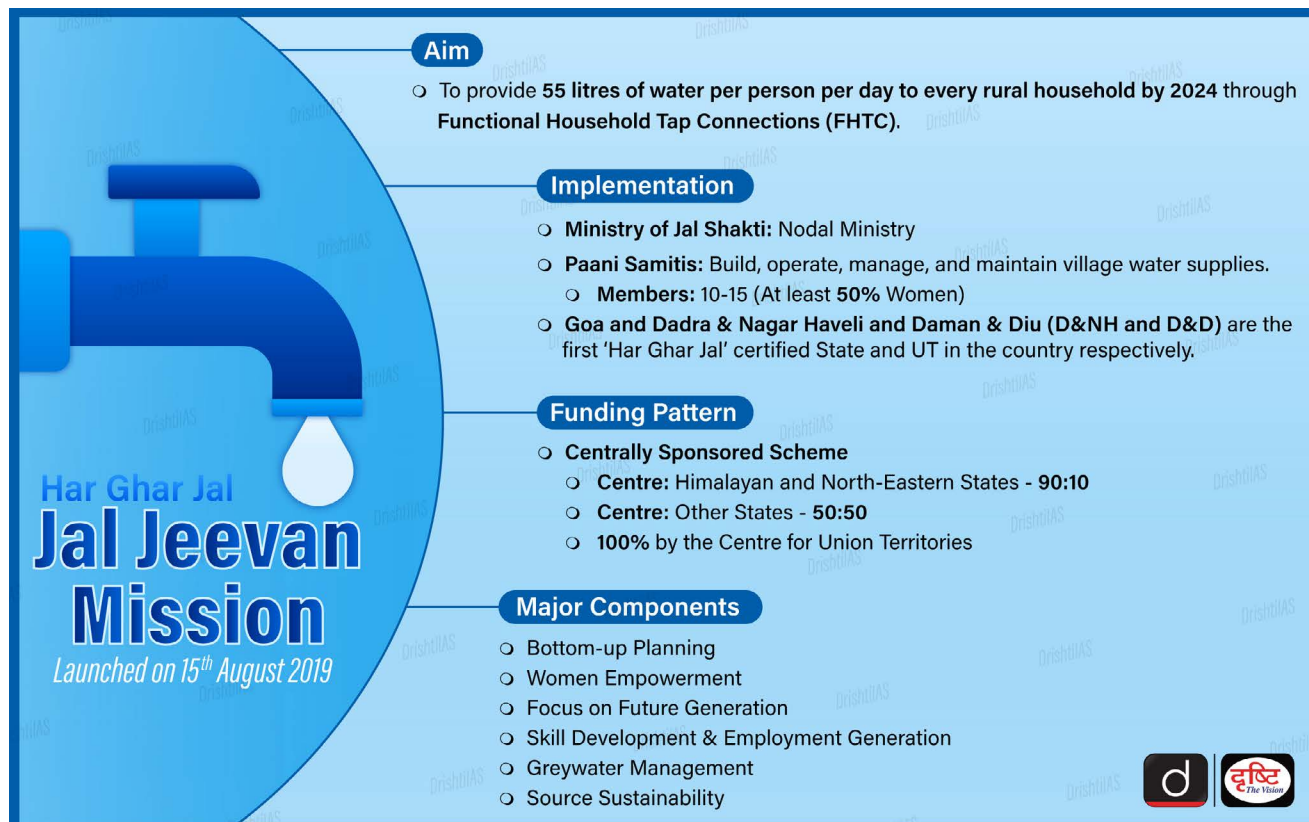 Aim
To provide 55 litres of water per person per day to every rural household by 2024 through
Functional Household Tap Connections (FHTC).
Implementation
Ministry of Jal Shakti: Nodal Ministry
Paani Samitis: Build, operate, manage, and maintain village water supplies.
Members: 10-15 (At least 50% Women)
Goa and Dadra & Nagar Haveli and Daman & Diu (D&NH and D&D) are the
first ‘Har Ghar Jal’ certified State and UT in the country respectively.
Funding Pattern
Centrally Sponsored Scheme
Centre: Himalayan and North-Eastern States - 90:10
Centre: Other States - 50:50
100% by the Centre for Union Territories
Har Ghar Jal
Jal Jeevan
Mission
Launched on 15th August 2019
Major Components
Bottom-up Planning
Women Empowerment
Focus on Future Generation
Skill Development & Employment Generation
Greywater Management
Source Sustainability
d
दृष्टि
The Vision
DrishtiIAS